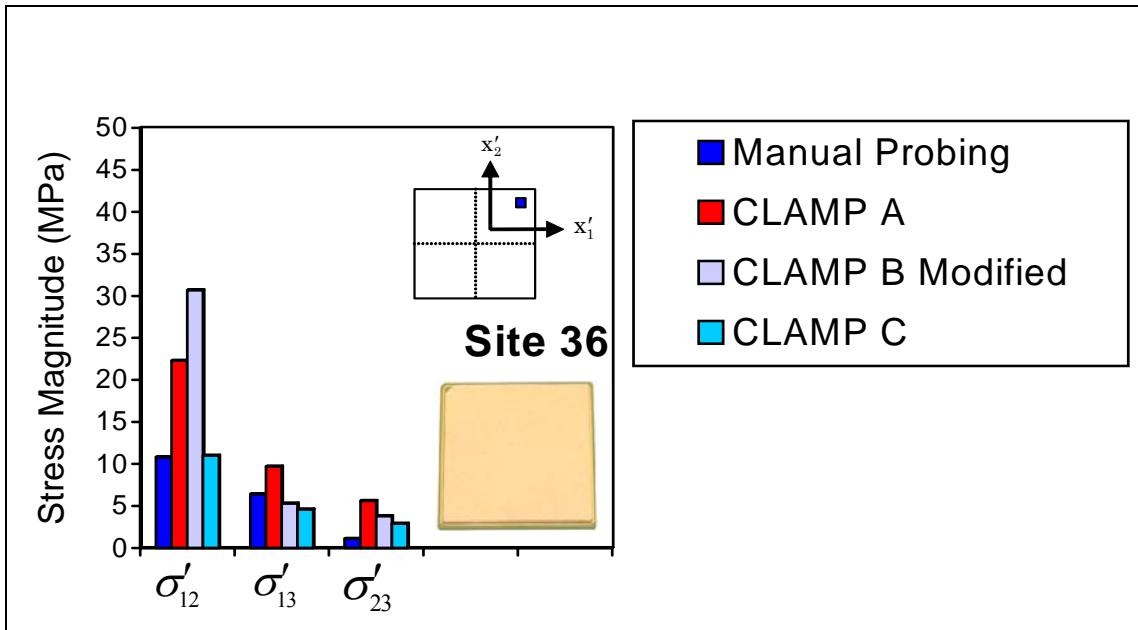 50
45
40
35
30
25
20
15
10
5
0
Stress Magnitude (MPa)
x′2
x′1
Site 36
σ′12
σ′13
σ′23
Manual Probing
CLAMP A
CLAMP B Modified
CLAMP C